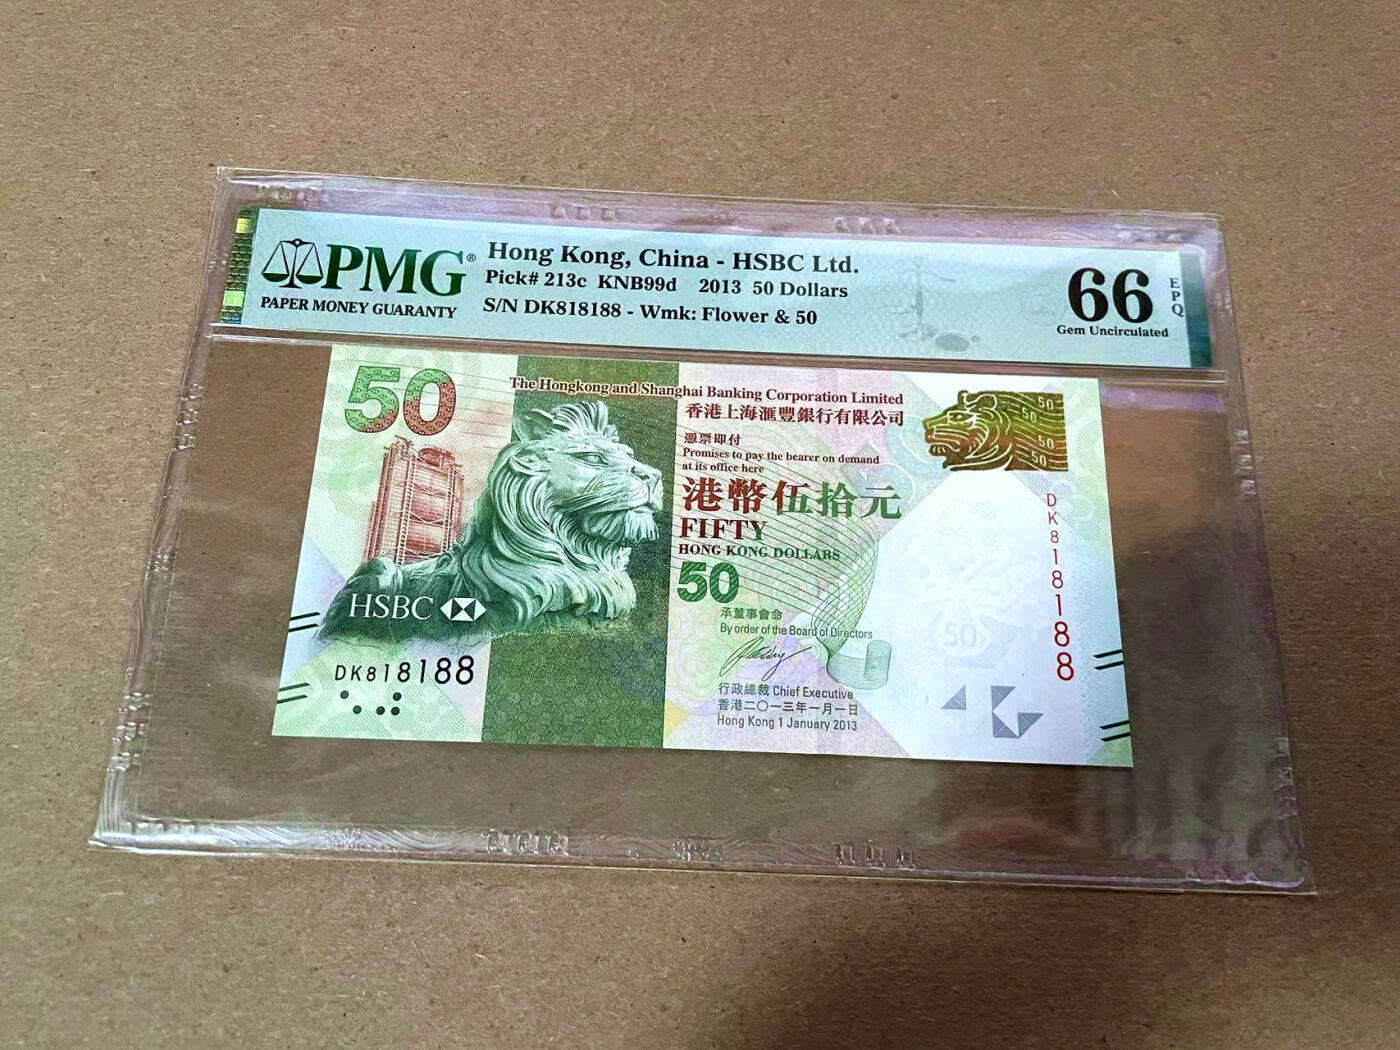 PMG®
PAPER MONEY GUARANTY
Hong Kong, China - HSBC Ltd.
Pick# 213c KNB99d 2013 50 Dollars
S/N DK818188 - Wmk: Flower & 50
66
EPQ
Gem Uncirculated
50
The Hongkong and Shanghai Banking Corporation Limited
香港上海滙豐銀行有限公司
憑票即付
Promises to pay the bearer on demand
at its office here
港幣伍拾元
FIFTY
HONG KONG DOLLARS
50
承董事會命
By order of the Board of Directors
行政總裁 Chief Executive
香港二〇一三年一月一日
Hong Kong 1 January 2013
HSBC
DK818188
50
50
50
50
DK818188
50